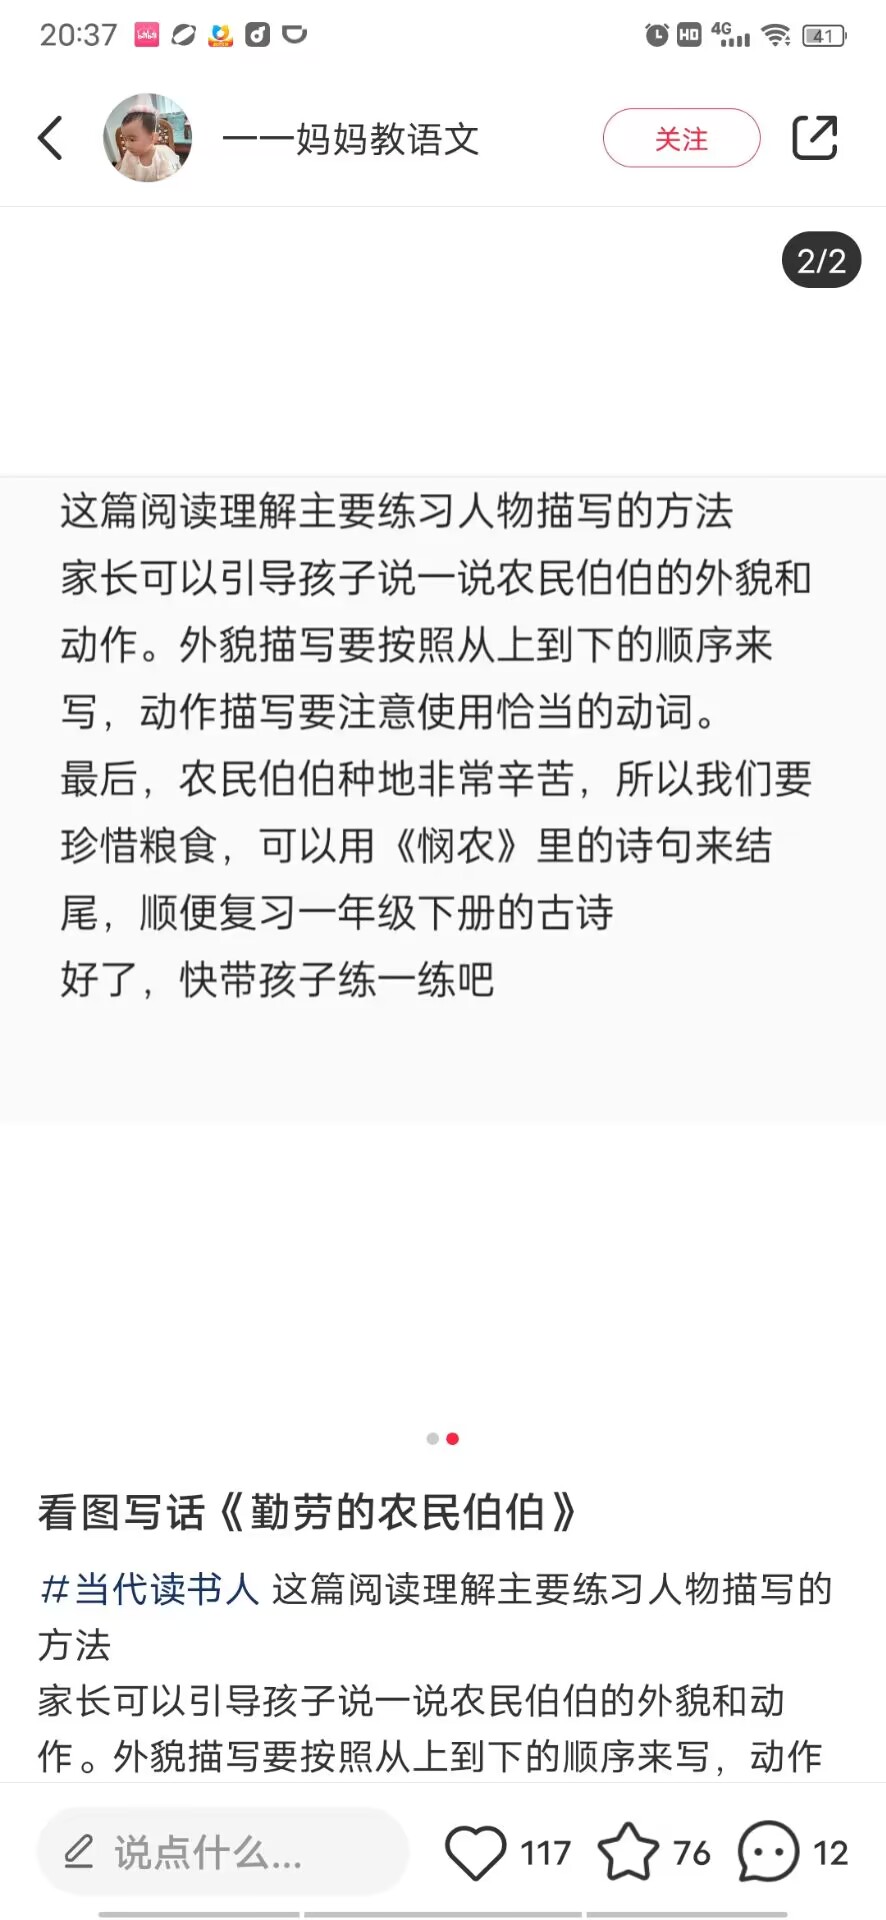 20:37
4G
HD
41
一一妈妈教语文
关注
2/2
这篇阅读理解主要练习人物描写的方法
家长可以引导孩子说一说农民伯伯的外貌和
动作。外貌描写要按照从上到下的顺序来
写，动作描写要注意使用恰当的动词。
最后，农民伯伯种地非常辛苦，所以我们要
珍惜粮食，可以用《悯农》里的诗句来结
尾，顺便复习一年级下册的古诗
好了，快带孩子练一练吧
看图写话《勤劳的农民伯伯》
#当代读书人 这篇阅读理解主要练习人物描写的
方法
家长可以引导孩子说一说农民伯伯的外貌和动
作。外貌描写要按照从上到下的顺序来写，动作
说点什么...
117
76
12